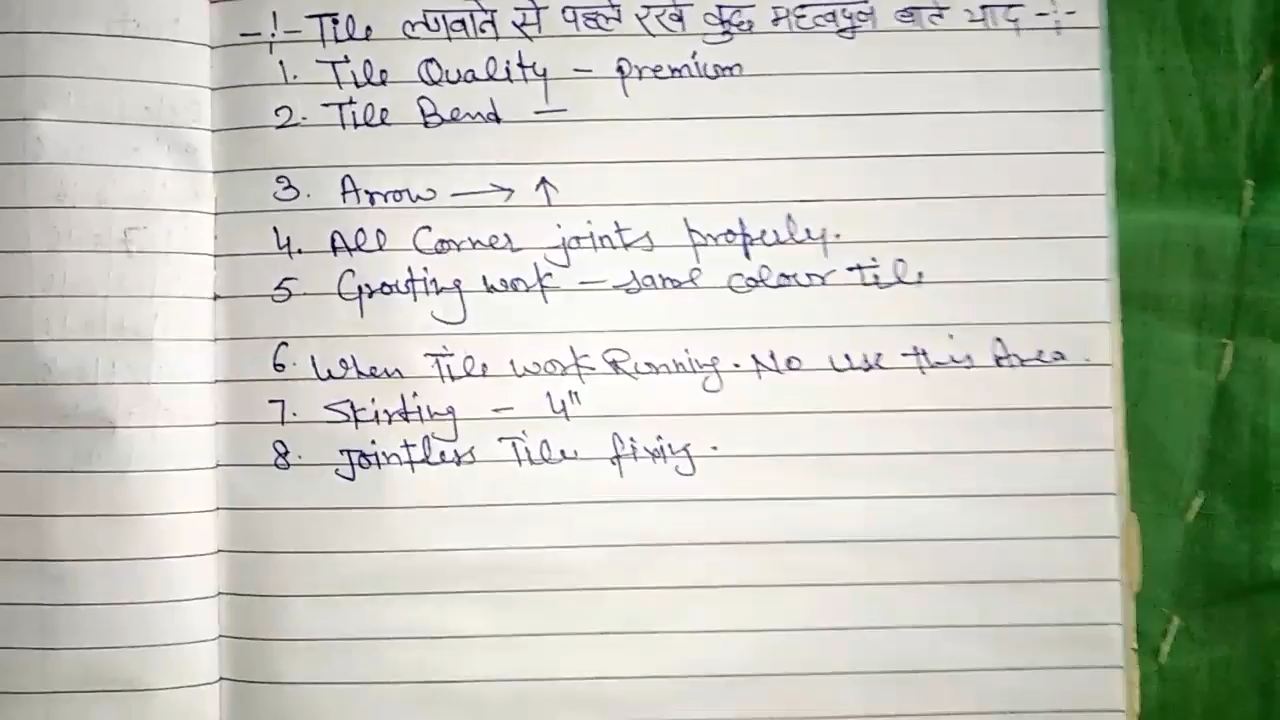 -:- Tile लगवाने से पहले रखे कुछ महत्वपूर्ण बाते याद -:-
1. Tile Quality - premium
2. Tile Bend -
3. Arrow → ↑
4. All Corner joints properly.
5 Grouting work - same colour tile
6. When Tile work Running. No use this Area.
7. Skirting - 4"
8. Jointless Tile fixing.